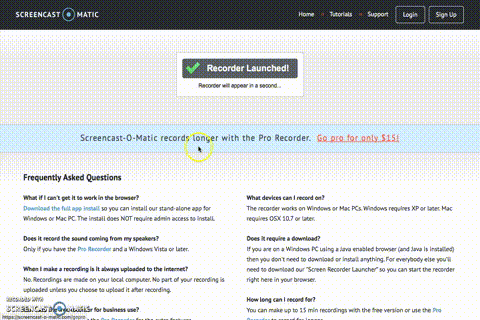 SCREENCAST O MATIC
Home
Tutorials
Support
Login
Sign Up
Recorder Launched!
Recorder will appear in a second...
Screencast-O-Matic records longer with the Pro Recorder. Go pro for only $15!
Frequently Asked Questions
What if I can't get it to work in the browser?
Download the full app install so you can install our stand-alone app for
Windows or Mac PC. The install does NOT require admin access to install.
Does it record the sound coming from my speakers?
Only if you have the Pro Recorder and a Windows Vista or later.
When I make a recording is it always uploaded to the internet?
No. Recordings are made on your local computer. No part of your recording is
uploaded unless you choose to upload it after recording.
for business use?
What devices can I record on?
The recorder works on Windows or Mac PCs. Windows requires XP or later. Mac
requires OSX 10.7 or later.
Does it require a download?
If you are on a Windows PC using a Java enabled browser (and Java is installed)
then you don't need to download or install anything. For everybody else you'll
need to download our "Screen Recorder Launcher" so you can start the recorder
right here in your browser.
How long can I record for?
You can make up to 15 min recordings with the free version or use the Pro
RECORDED WITH
SCREENCAST O MATIC